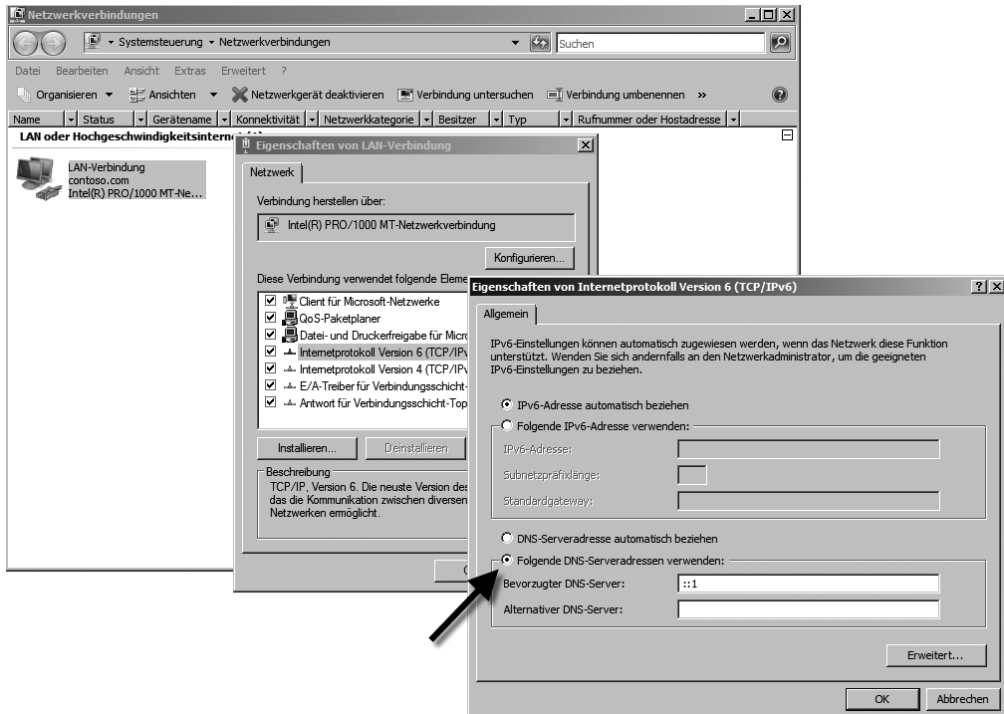 Netzwerkverbindungen
Systemsteuerung Netzwerkverbindungen
Suchen
Datei Bearbeiten Ansicht Extras Erweitert ?
Organisieren Ansichten Netzwerkgerät deaktivieren Verbindung untersuchen Verbindung umbenennen »
Name Status Gerätename Konnektivität Netzwerkkategorie Besitzer Typ Rufnummer oder Hostadresse
LAN oder Hochgeschwindigkeitsintern
LAN-Verbindung
contoso.com
Intel(R) PRO/1000 MT-Ne...
Eigenschaften von LAN-Verbindung
Netzwerk
Verbindung herstellen über:
Intel(R) PRO/1000 MT-Netzwerkverbindung
Konfigurieren...
Diese Verbindung verwendet folgende Eleme
Client für Microsoft-Netzwerke
QoS-Paketplaner
Datei- und Druckerfreigabe für Micro
Internetprotokoll Version 6 (TCP/IPv
Internetprotokoll Version 4 (TCP/IPv
E/A-Treiber für Verbindungsschicht-
Antwort für Verbindungsschicht-Top
Installieren...
Deinstallieren
Beschreibung
TCP/IP, Version 6. Die neuste Version des
das die Kommunikation zwischen diversen
Netzwerken ermöglicht.
Eigenschaften von Internetprotokoll Version 6 (TCP/IPv6)
Allgemein
IPv6-Einstellungen können automatisch zugewiesen werden, wenn das Netzwerk diese Funktion
unterstützt. Wenden Sie sich andernfalls an den Netzwerkadministrator, um die geeigneten
IPv6-Einstellungen zu beziehen.
IPv6-Adresse automatisch beziehen
Folgende IPv6-Adresse verwenden:
IPv6-Adresse:
Subnetzpräfixlänge:
Standardgateway:
DNS-Serveradresse automatisch beziehen
Folgende DNS-Serveradressen verwenden:
Bevorzugter DNS-Server:
::1
Alternativer DNS-Server:
Erweitert...
OK
Abbrechen